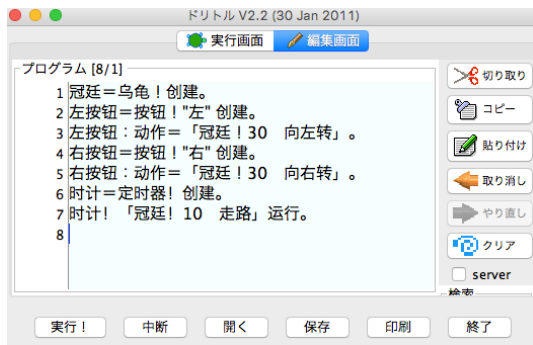 ドリトル V2.2 (30 Jan 2011)
実行画面 編集画面
プログラム [8/1]
1 冠廷＝乌龟！创建。
2 左按钮＝按钮！"左" 创建。
3 左按钮：动作＝「冠廷！30　向左转」。
4 右按钮＝按钮！"右" 创建。
5 右按钮：动作＝「冠廷！30　向右转」。
6 时计＝定时器！创建。
7 时计！「冠廷！10　走路」运行。
8
切り取り
コピー
貼り付け
取り消し
やり直し
クリア
server
検索
実行！ 中断 開く 保存 印刷 終了